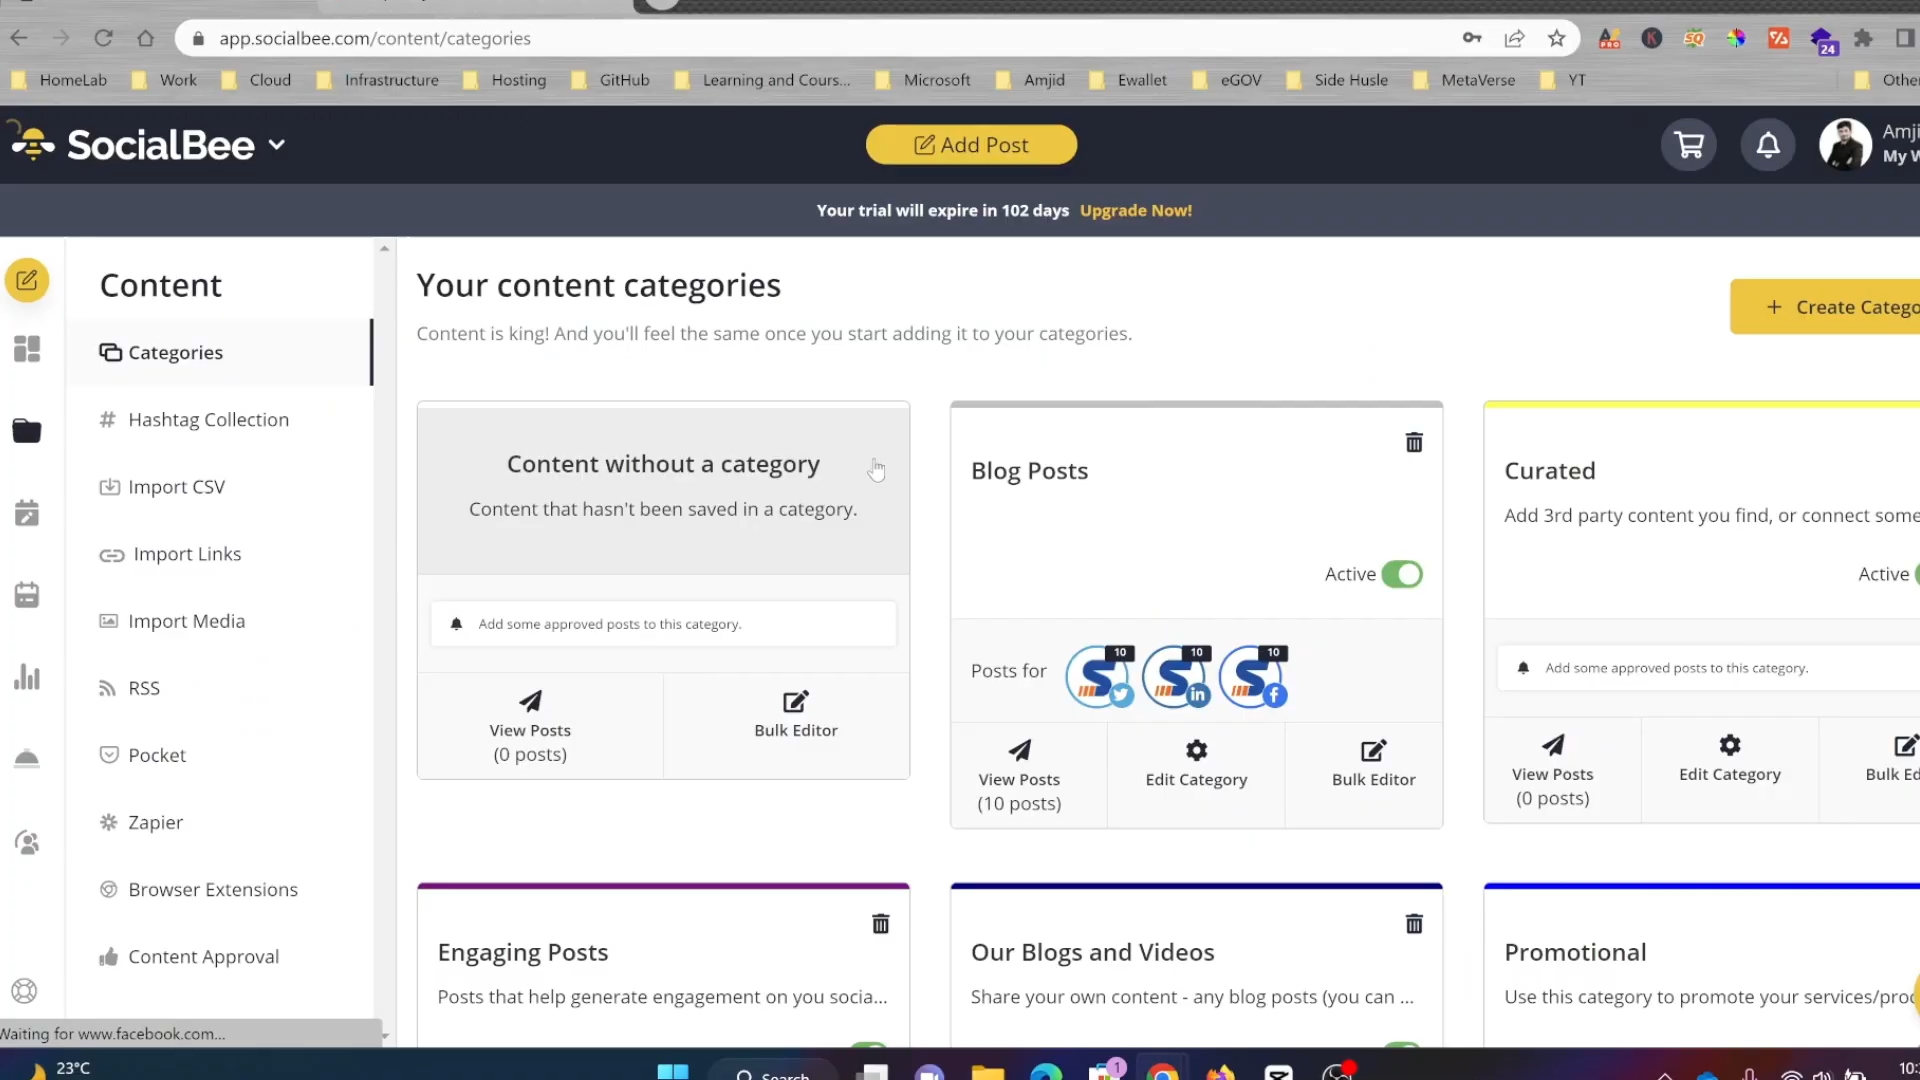 app.socialbee.com/content/categories
PRO
K
SQ
24
HomeLab
Work
Cloud
Infrastructure
Hosting
GitHub
Learning and Cours...
Microsoft
Amjid
Ewallet
eGOV
Side Husle
MetaVerse
YT
Other
SocialBee
Add Post
Amji
My W
Your trial will expire in 102 days Upgrade Now!
Content
Categories
Hashtag Collection
Import CSV
Import Links
Import Media
RSS
Pocket
Zapier
Browser Extensions
Content Approval
Your content categories
Content is king! And you'll feel the same once you start adding it to your categories.
+ Create Catego
Content without a category
Content that hasn't been saved in a category.
Add some approved posts to this category.
View Posts
(0 posts)
Bulk Editor
Blog Posts
Active
Posts for
10
10
10
View Posts
(10 posts)
Edit Category
Bulk Editor
Curated
Add 3rd party content you find, or connect some
Active
Add some approved posts to this category.
View Posts
(0 posts)
Edit Category
Bulk Ed
Engaging Posts
Posts that help generate engagement on you socia...
Our Blogs and Videos
Share your own content - any blog posts (you can ...
Promotional
Use this category to promote your services/proc
Waiting for www.facebook.com...
23°C
Search
1
10: